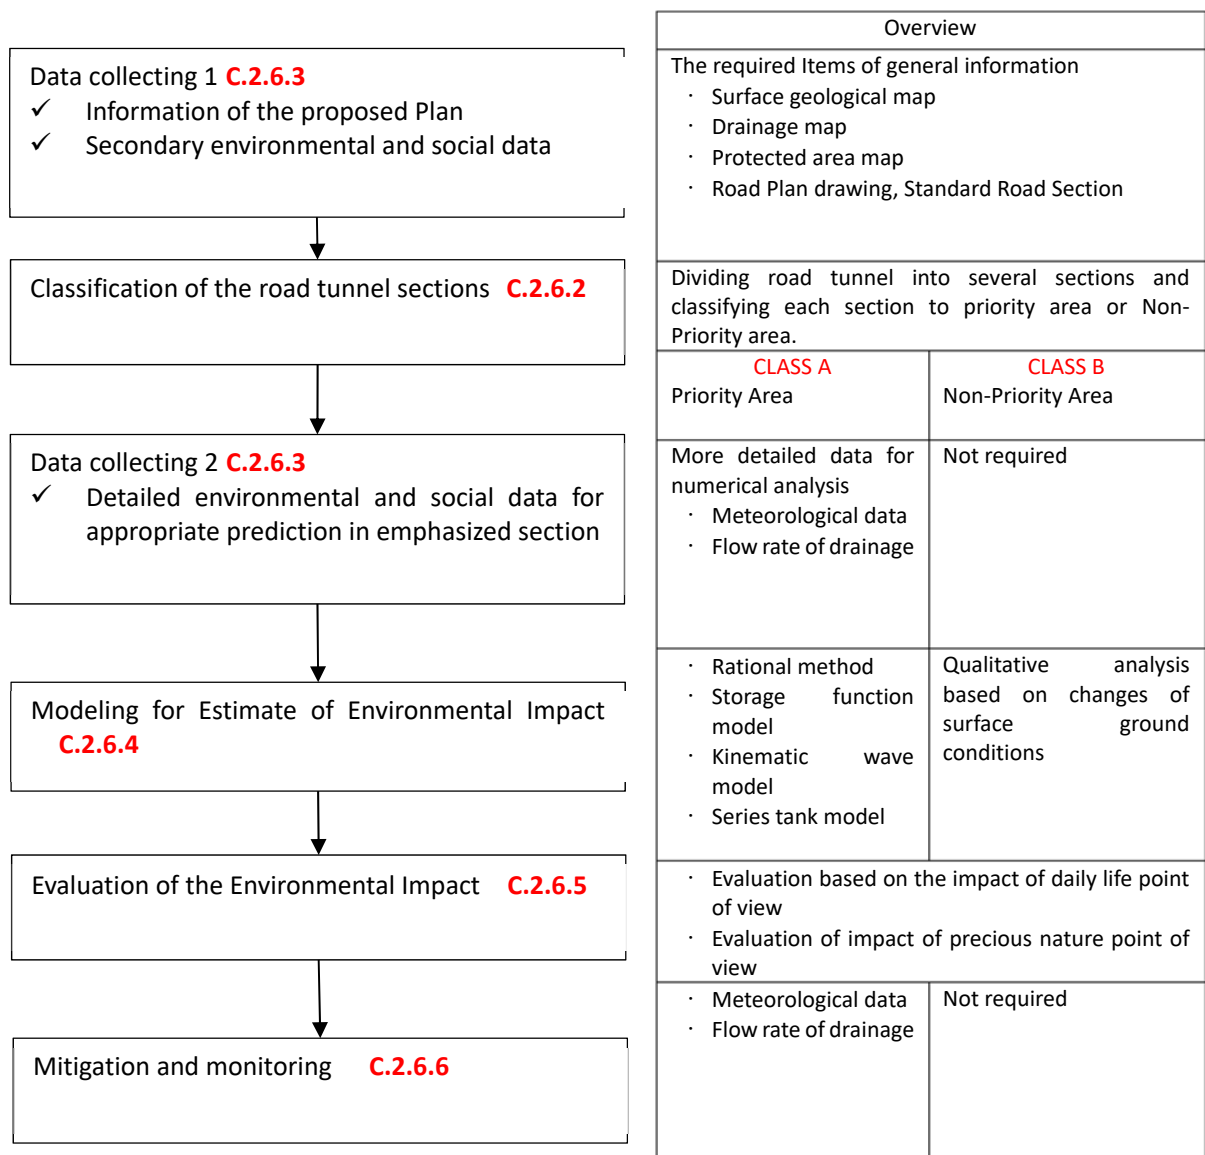 Data collecting 1 C.2.6.3
✓ Information of the proposed Plan
✓ Secondary environmental and social data
Classification of the road tunnel sections C.2.6.2
Data collecting 2 C.2.6.3
✓ Detailed environmental and social data for
appropriate prediction in emphasized section
Modeling for Estimate of Environmental Impact
C.2.6.4
Evaluation of the Environmental Impact C.2.6.5
Mitigation and monitoring C.2.6.6
Overview
The required Items of general information
· Surface geological map
· Drainage map
· Protected area map
· Road Plan drawing, Standard Road Section
Dividing road tunnel into several sections and
classifying each section to priority area or Non-
Priority area.
CLASS A
Priority Area
CLASS B
Non-Priority Area
More detailed data for
numerical analysis
· Meteorological data
· Flow rate of drainage
Not required
· Rational method
· Storage function
model
· Kinematic wave
model
· Series tank model
Qualitative analysis
based on changes of
surface ground
conditions
· Evaluation based on the impact of daily life point
of view
· Evaluation of impact of precious nature point of
view
· Meteorological data
· Flow rate of drainage
Not required